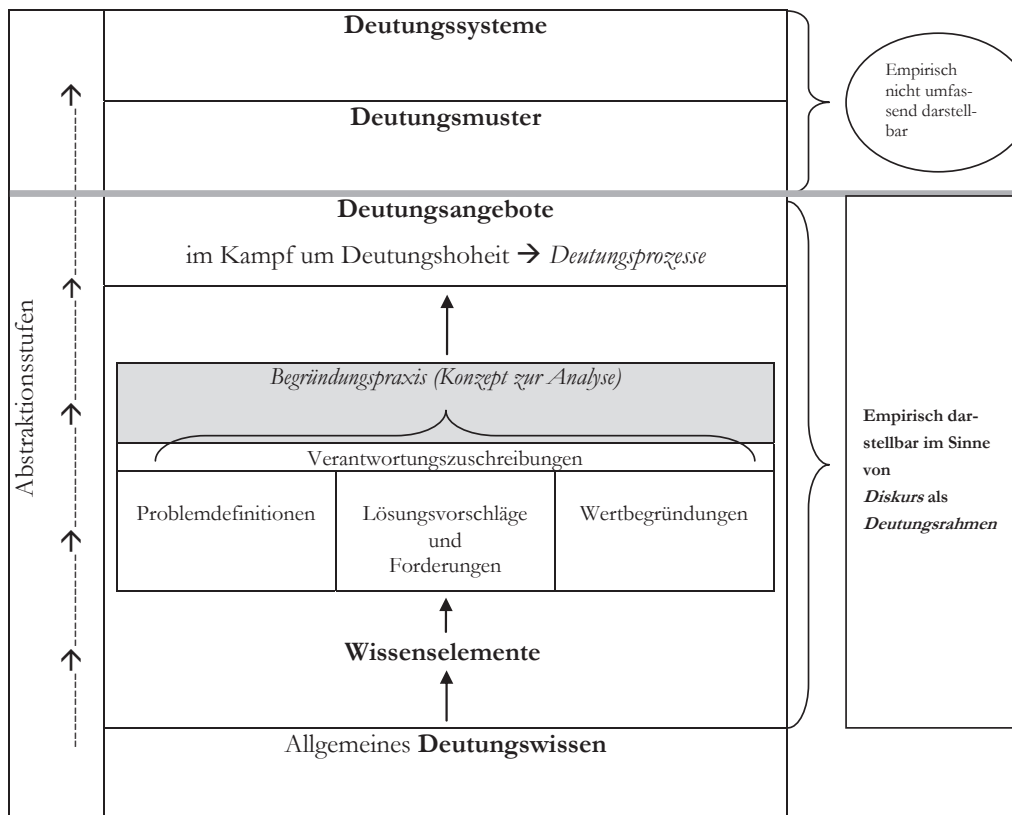 Deutungssysteme
Empirisch
nicht umfas-
send darstell-
bar
Deutungsmuster
Deutungsangebote
im Kampf um Deutungshoheit → Deutungsprozesse
Abstraktionsstufen
Begründungspraxis (Konzept zur Analyse)
Verantwortungszuschreibungen
Problemdefinitionen
Lösungsvorschläge
und
Forderungen
Wertbegründungen
Empirisch dar-
stellbar im Sinne
von
Diskurs als
Deutungsrahmen
Wissenselemente
Allgemeines Deutungswissen